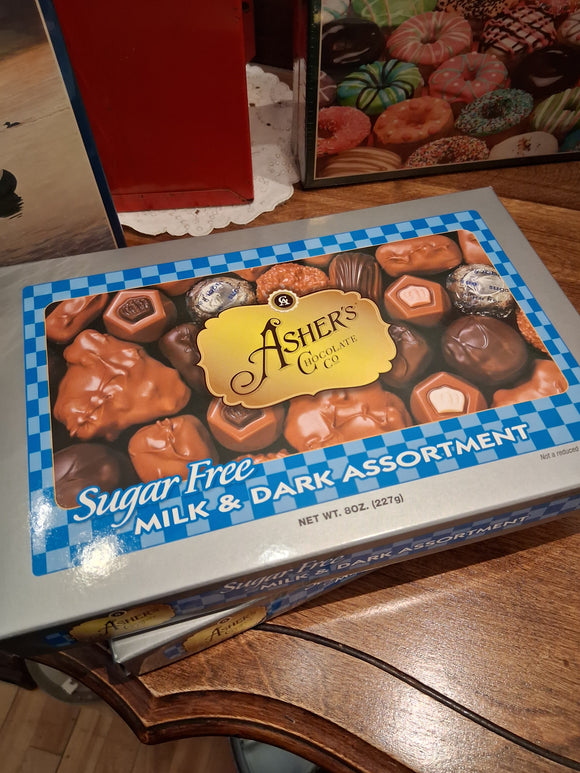 ASHER'S
CHOCOLATE
CO
Sugar Free
MILK & DARK ASSORTMENT
NET WT. 8OZ. (227g)
Not a reduced
Sugar Free
MILK & DARK ASSORTMENT
ASHER'S